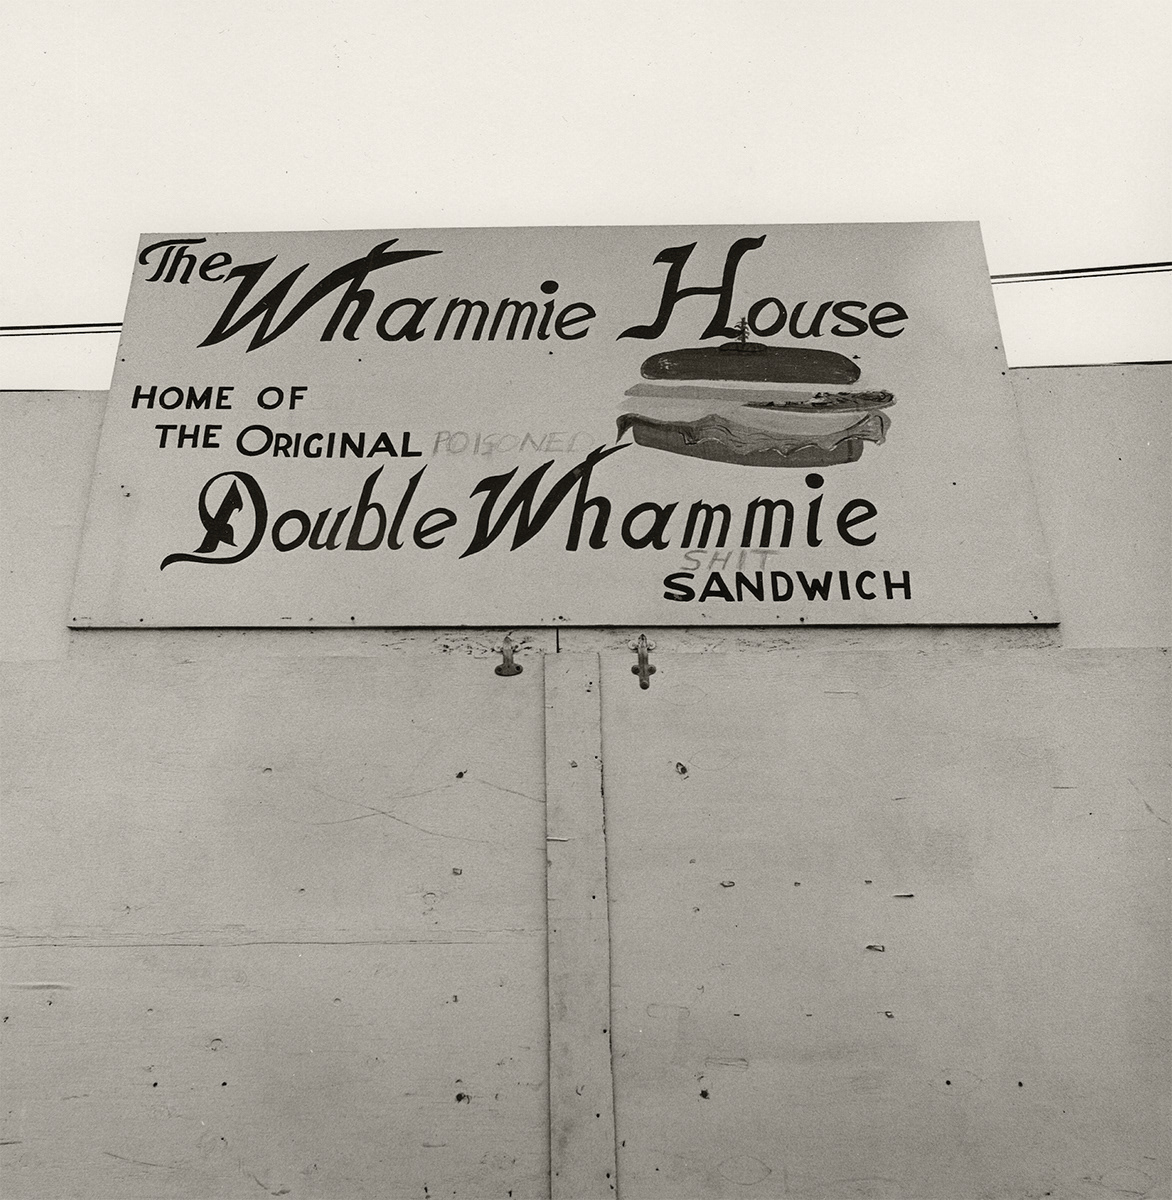 The Whammie House
HOME OF
THE ORIGINAL POISONED
Double Whammie
SHIT
SANDWICH